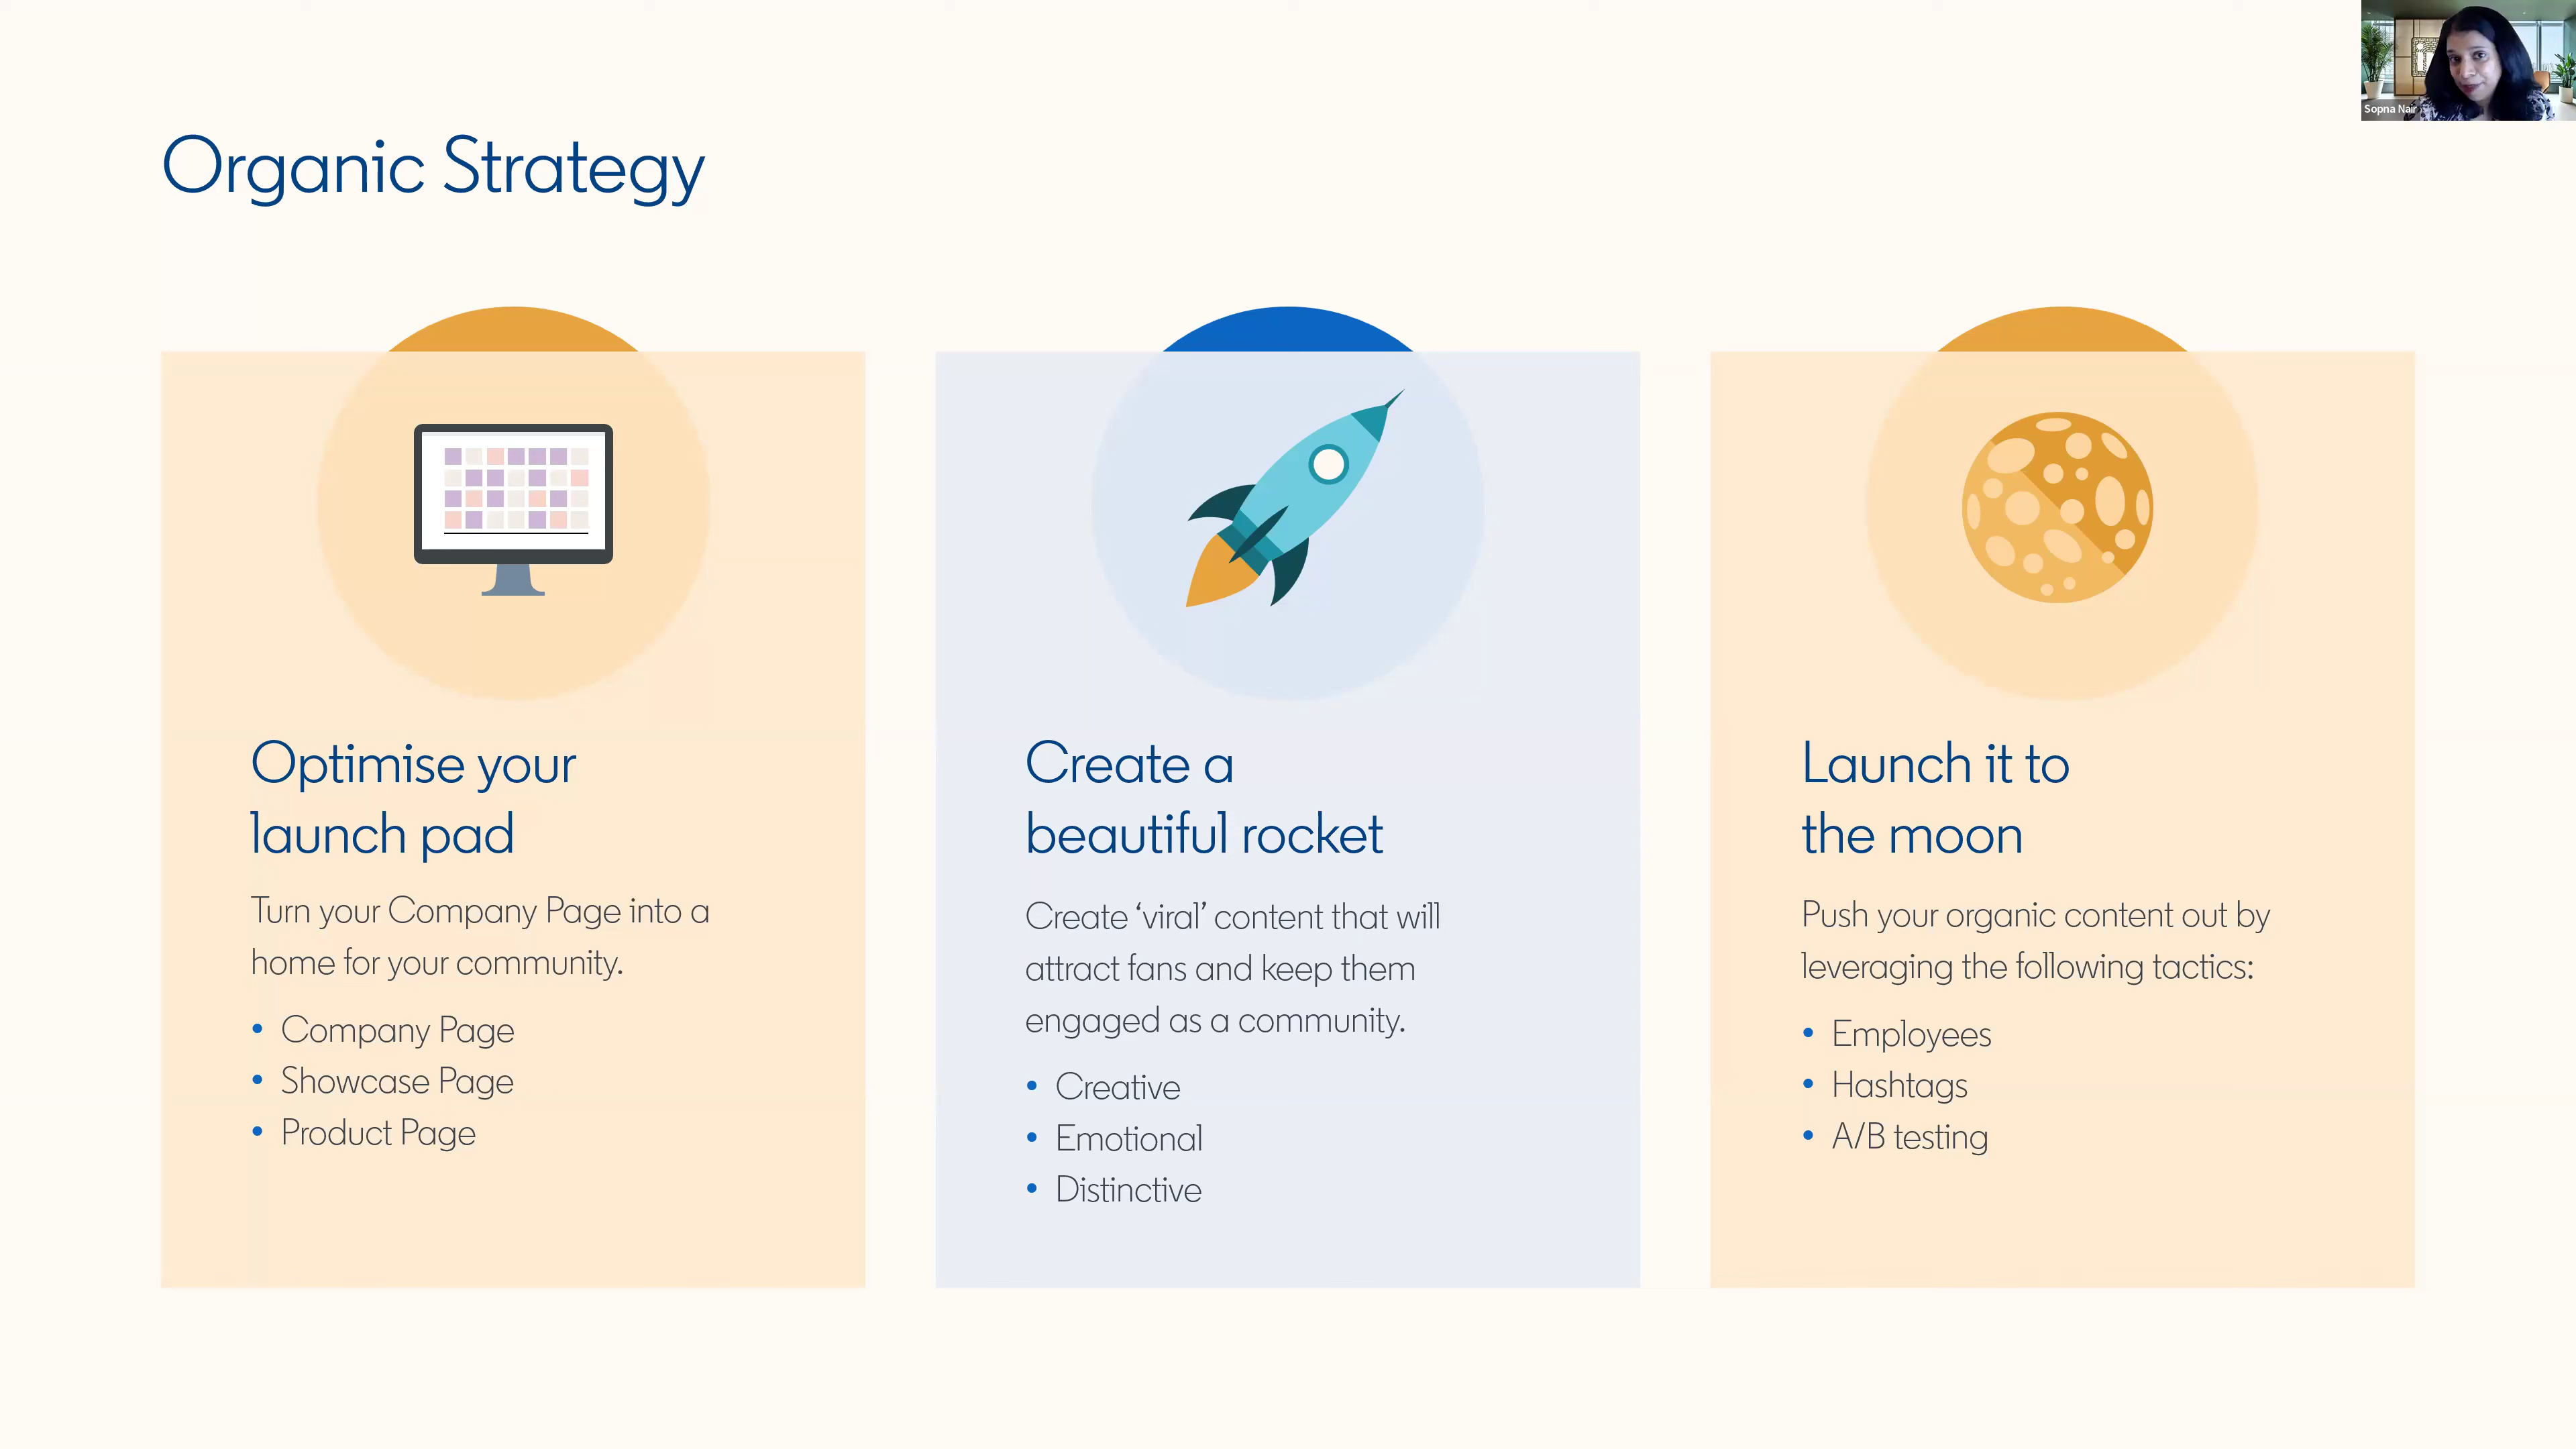 Sopna Nair
Organic Strategy
Optimise your
launch pad
Turn your Company Page into a
home for your community.
• Company Page
• Showcase Page
• Product Page
Create a
beautiful rocket
Create ‘viral’ content that will
attract fans and keep them
engaged as a community.
• Creative
• Emotional
• Distinctive
Launch it to
the moon
Push your organic content out by
leveraging the following tactics:
• Employees
• Hashtags
• A/B testing